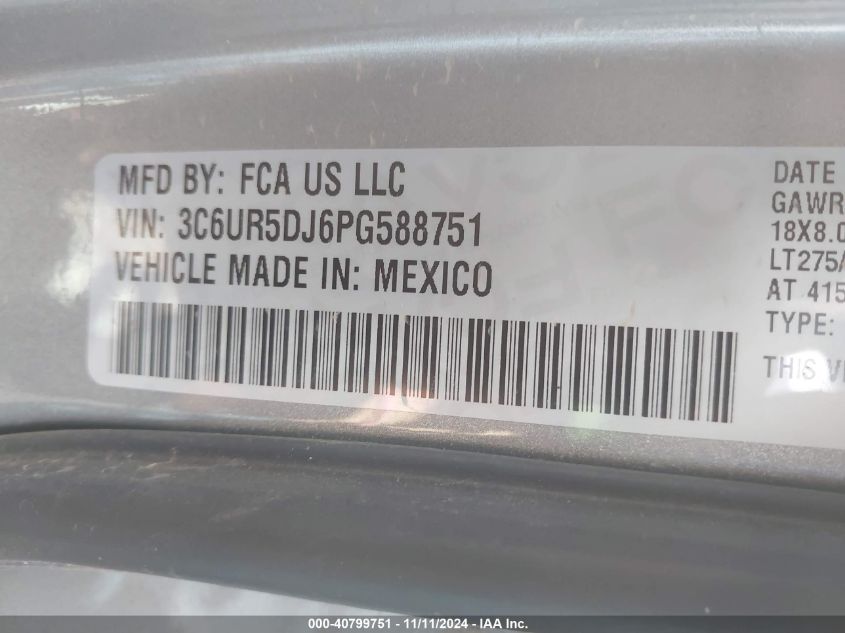 MFD BY: FCA US LLC
VIN: 3C6UR5DJ6PG588751
VEHICLE MADE IN: MEXICO
DATE
GAWR
18X8.0
LT275/
AT 415
TYPE:
THIS VE
000-40799751 - 11/11/2024 - IAA Inc.